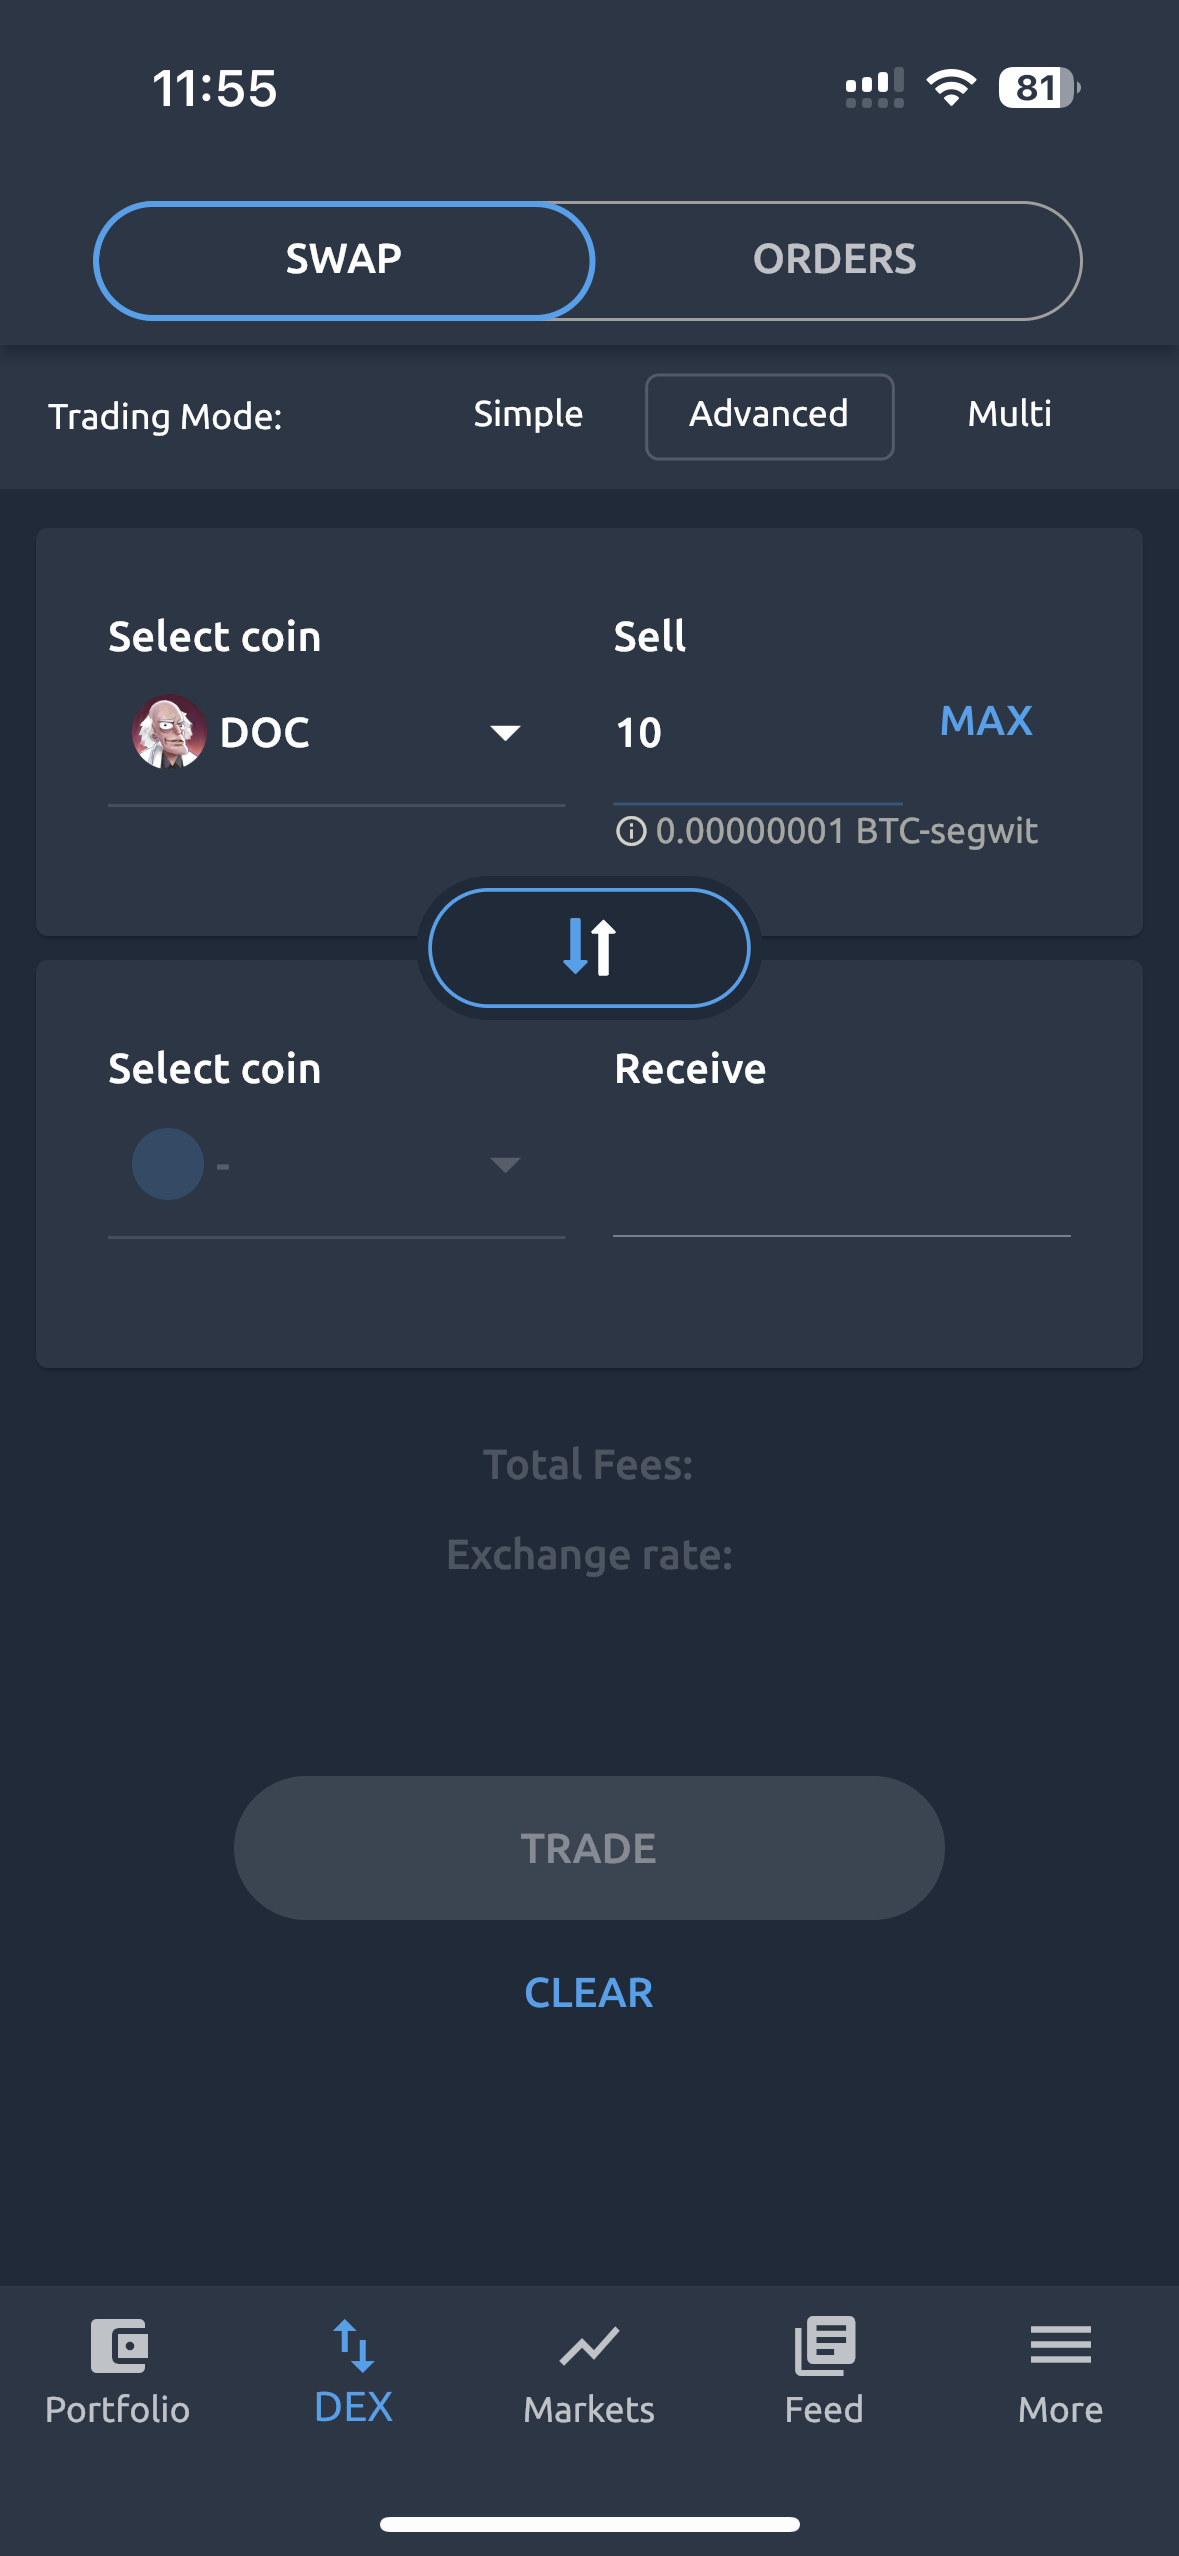 11:55
81
SWAP ORDERS
Trading Mode: Simple Advanced Multi
Select coin Sell
DOC 10 MAX
0.00000001 BTC-segwit
Select coin Receive
-
Total Fees:
Exchange rate:
TRADE
CLEAR
Portfolio DEX Markets Feed More